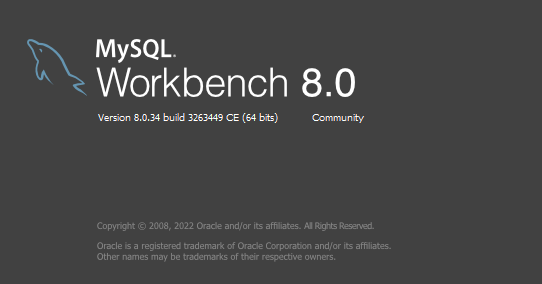 MySQL.
Workbench 8.0
Version 8.0.34 build 3263449 CE (64 bits) Community
Copyright © 2008, 2022 Oracle and/or its affiliates. All Rights Reserved.
Oracle is a registered trademark of Oracle Corporation and/or its affiliates.
Other names may be trademarks of their respective owners.